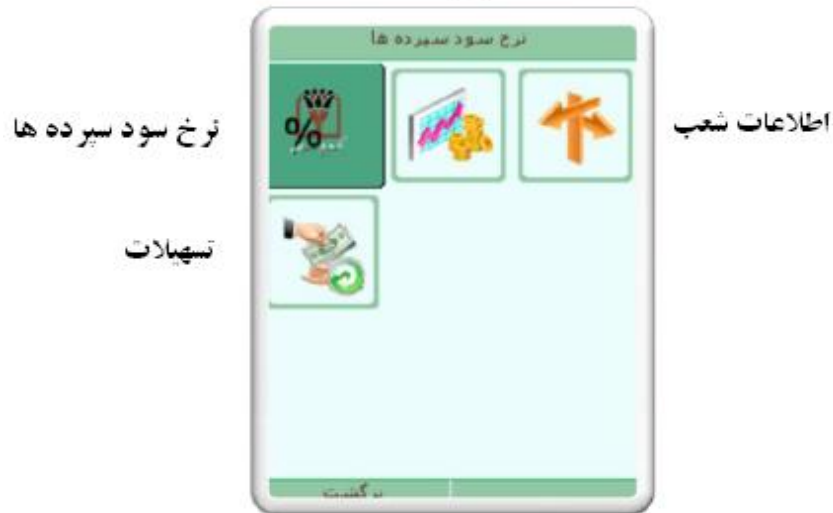 نرخ سود سپرده ها
اطلاعات شعب
نرخ سود سپرده ها
%
تسهیلات
برگشت